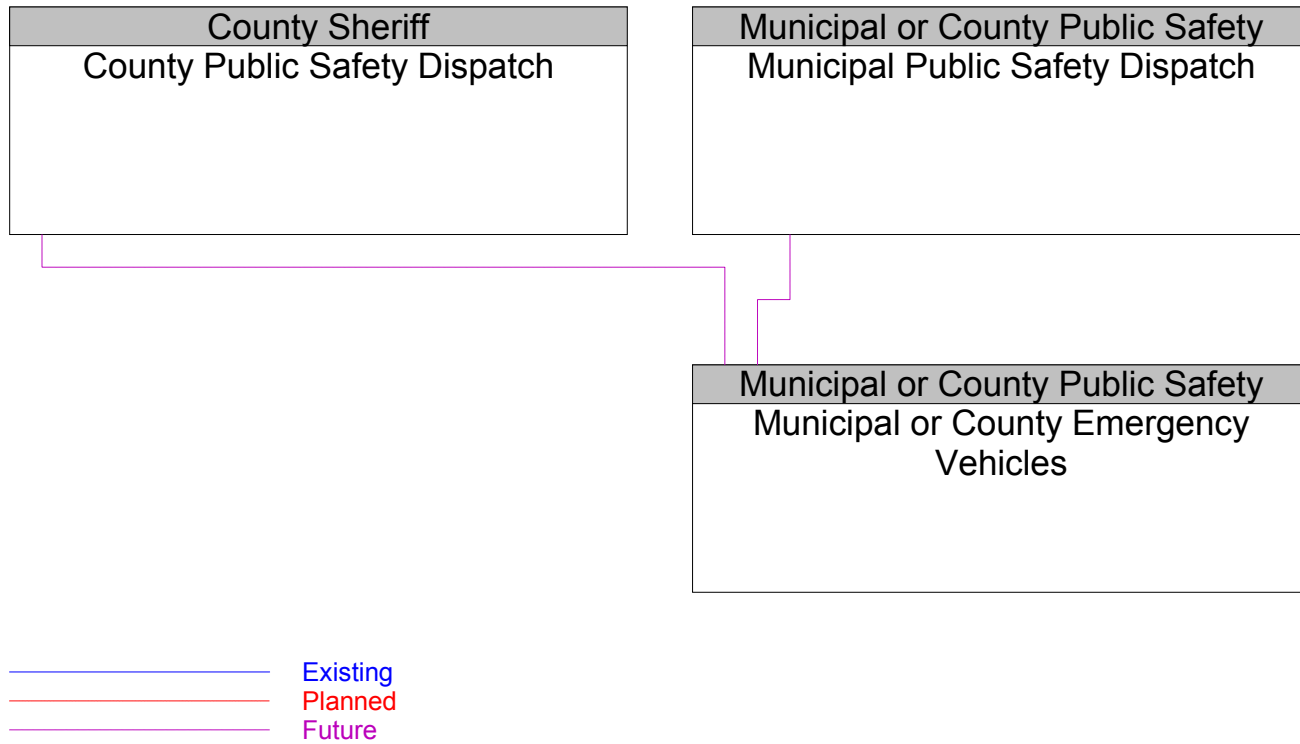 County Sheriff
County Public Safety Dispatch
Municipal or County Public Safety
Municipal Public Safety Dispatch
Municipal or County Public Safety
Municipal or County Emergency
Vehicles
Existing
Planned
Future